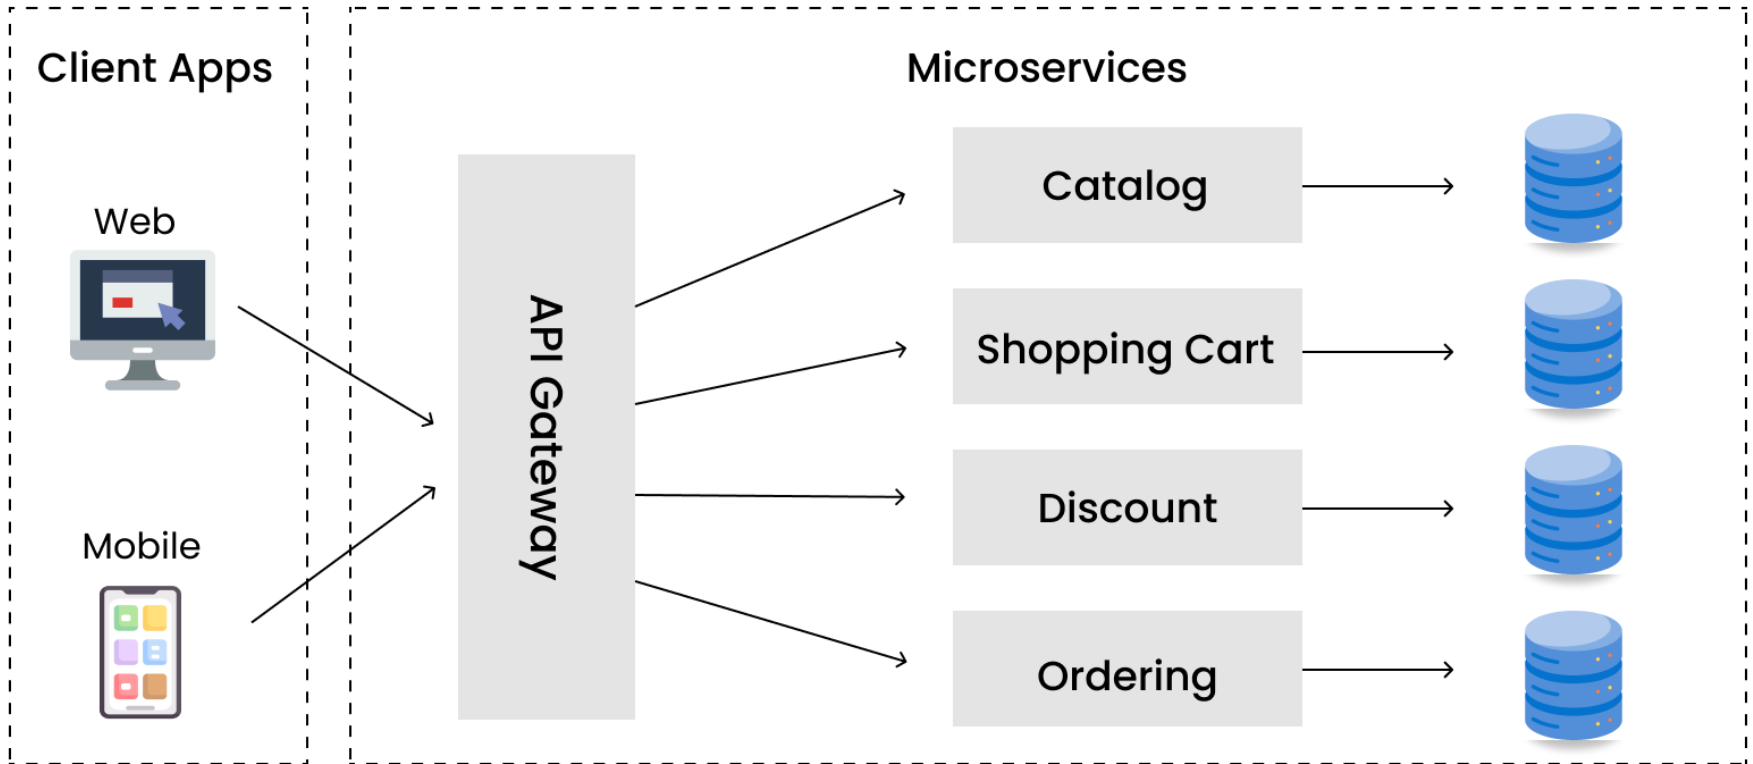 Client Apps
Web
Mobile
Microservices
API Gateway
Catalog
Shopping Cart
Discount
Ordering